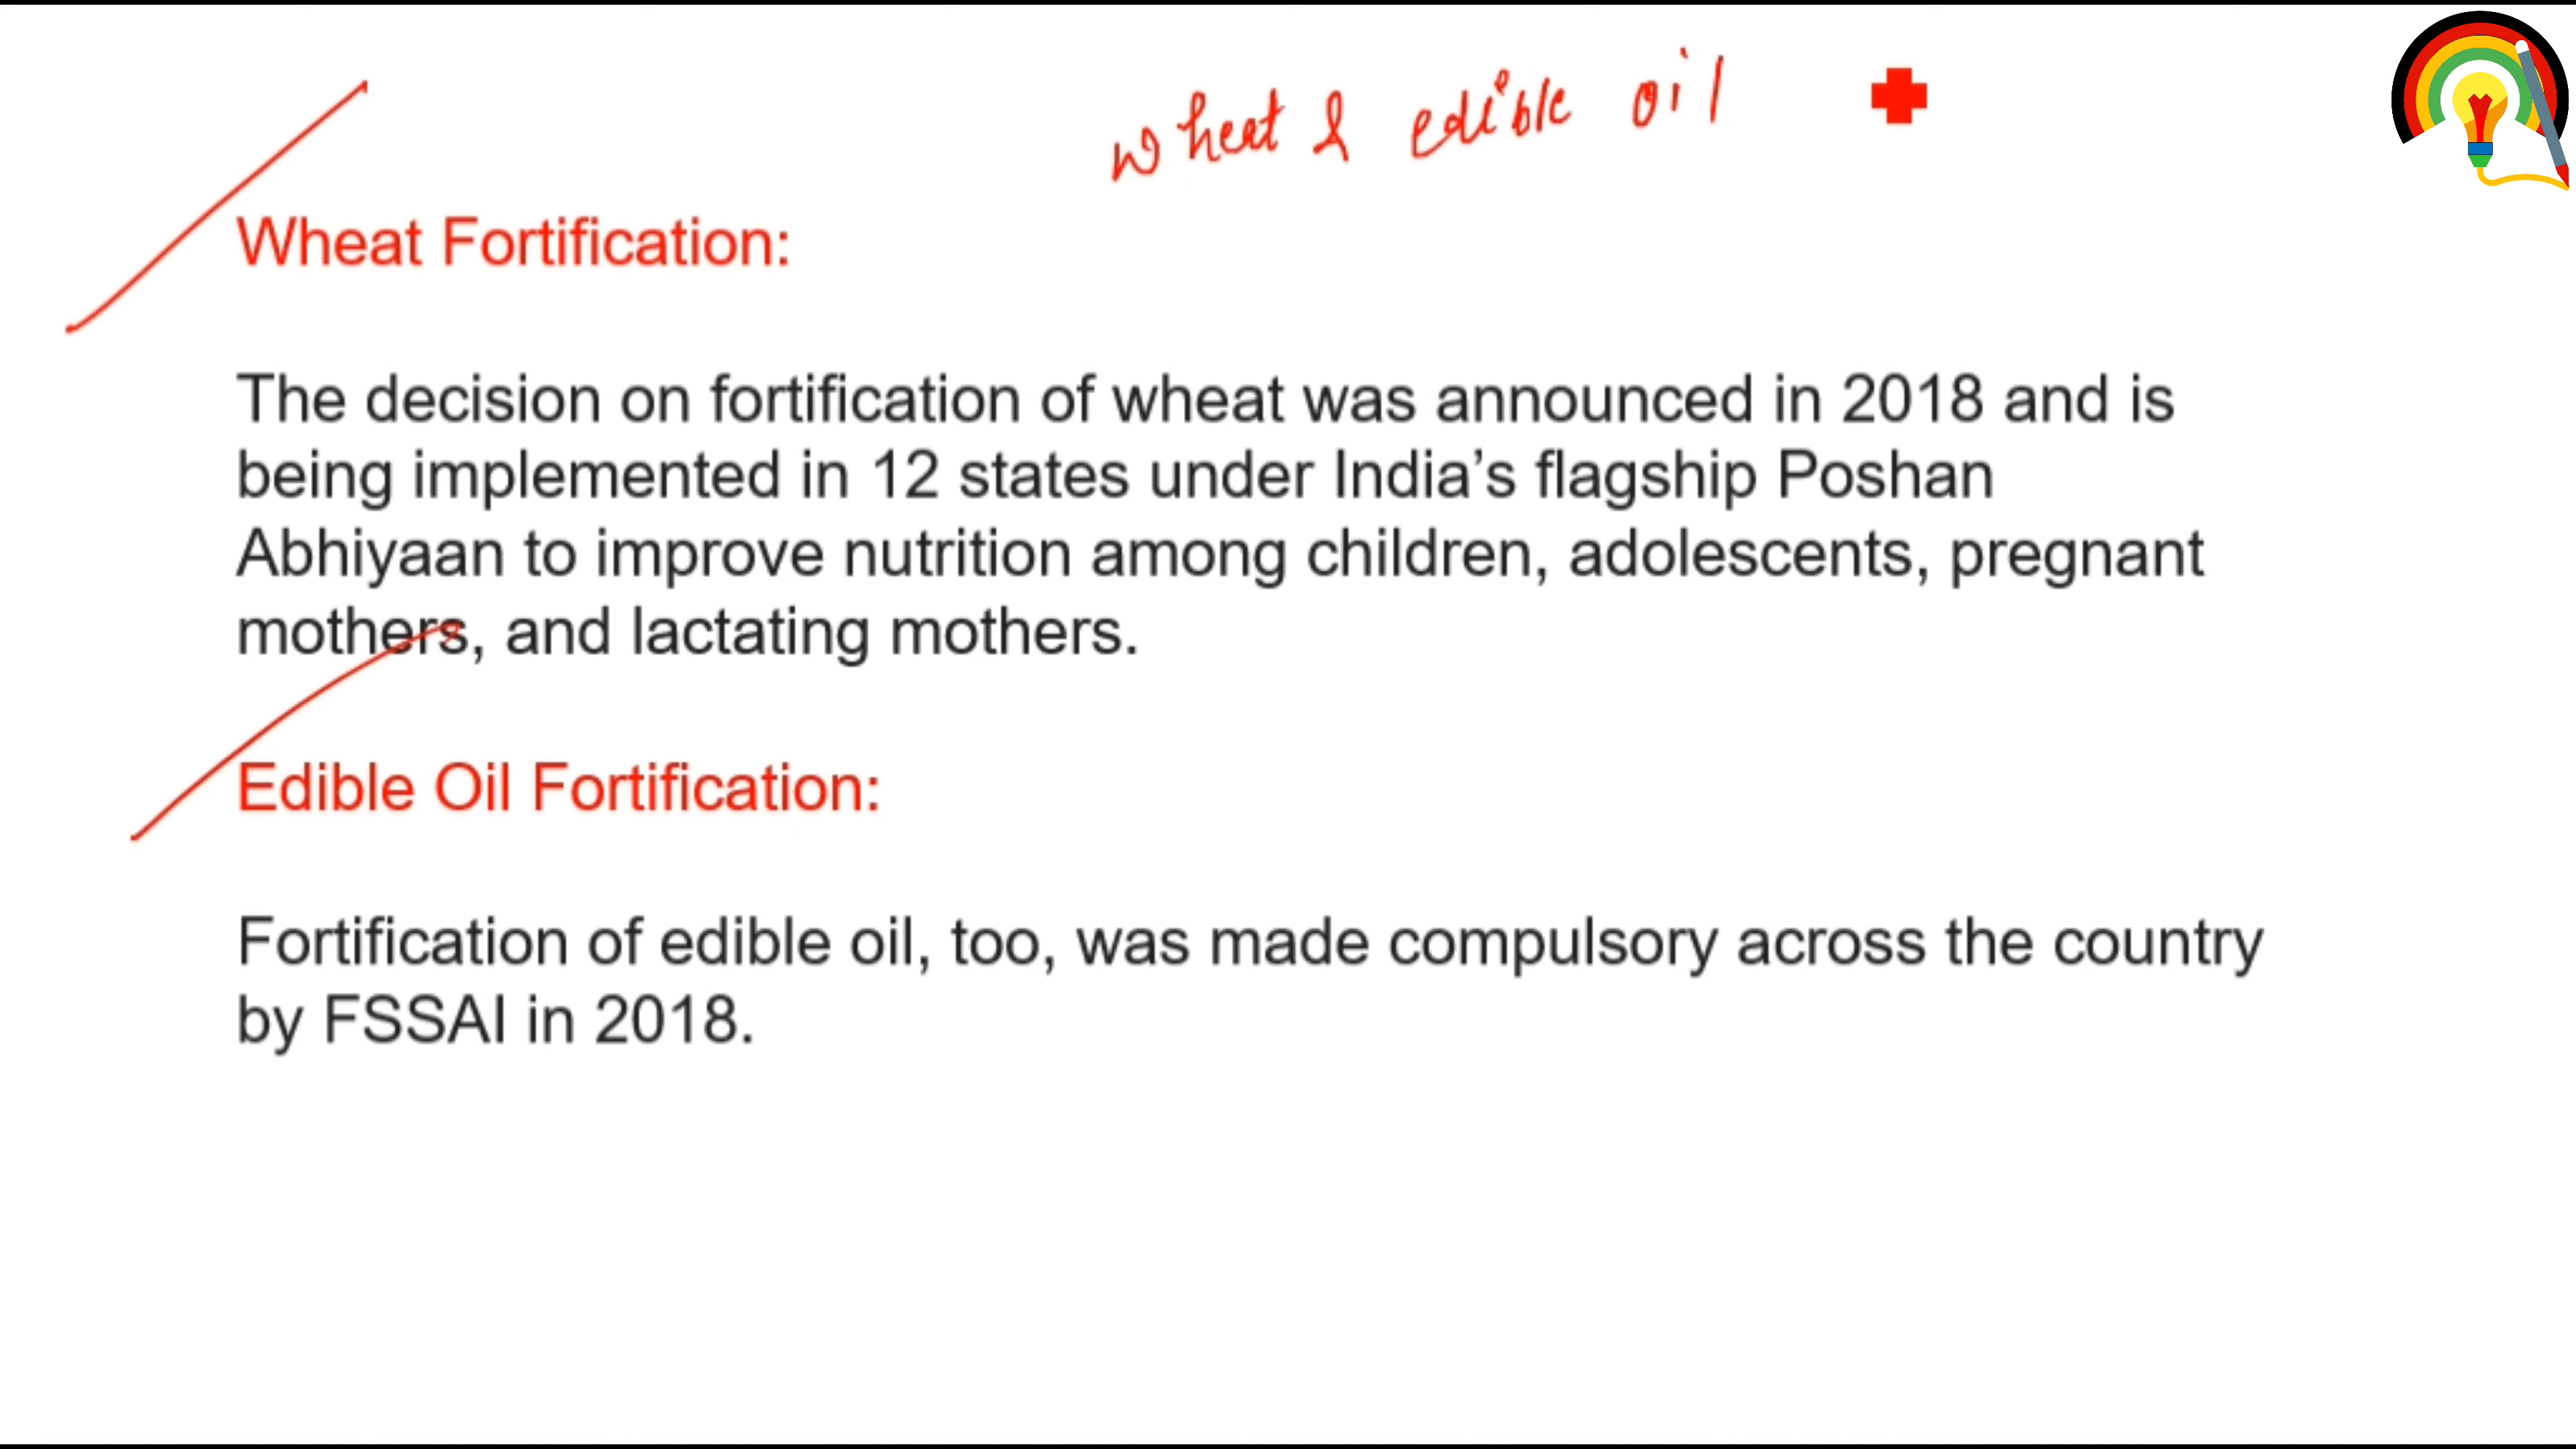 wheat & edible oil
Wheat Fortification:
The decision on fortification of wheat was announced in 2018 and is
being implemented in 12 states under India’s flagship Poshan
Abhiyaan to improve nutrition among children, adolescents, pregnant
mothers, and lactating mothers.
Edible Oil Fortification:
Fortification of edible oil, too, was made compulsory across the country
by FSSAI in 2018.